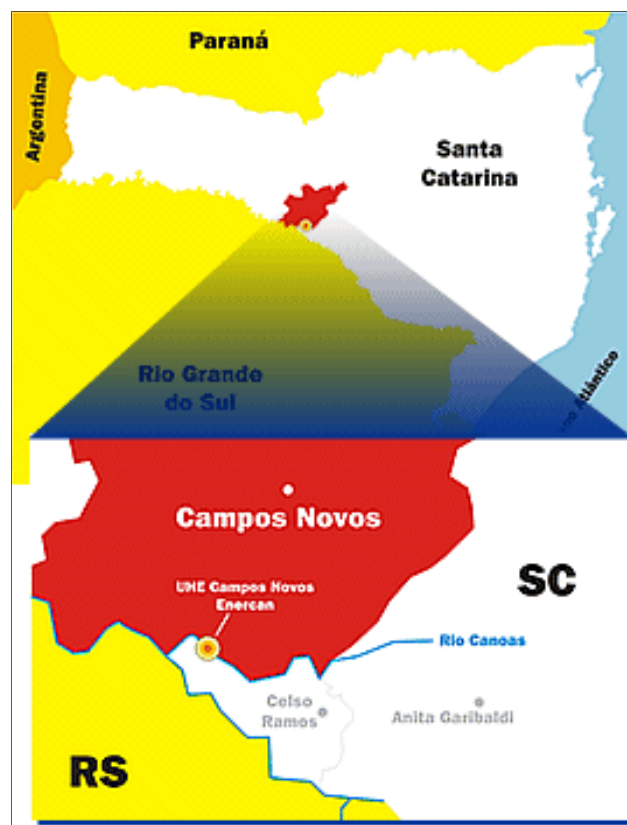 Paraná
Argentina
Santa
Catarina
Rio Grande
do Sul
Atlântico
Campos Novos
UHE Campos Novos
Enercan
SC
Rio Canoas
Celso
Ramos
Anita Garibaldi
RS